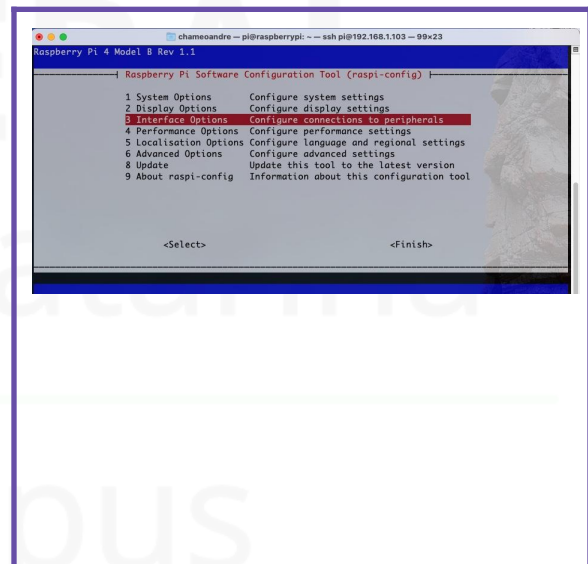 chameoandre — pi@raspberrypi: ~ — ssh pi@192.168.1.103 — 99×23
Raspberry Pi 4 Model B Rev 1.1
Raspberry Pi Software Configuration Tool (raspi-config)
1 System Options Configure system settings
2 Display Options Configure display settings
3 Interface Options Configure connections to peripherals
4 Performance Options Configure performance settings
5 Localisation Options Configure language and regional settings
6 Advanced Options Configure advanced settings
8 Update Update this tool to the latest version
9 About raspi-config Information about this configuration tool
<Select> <Finish>